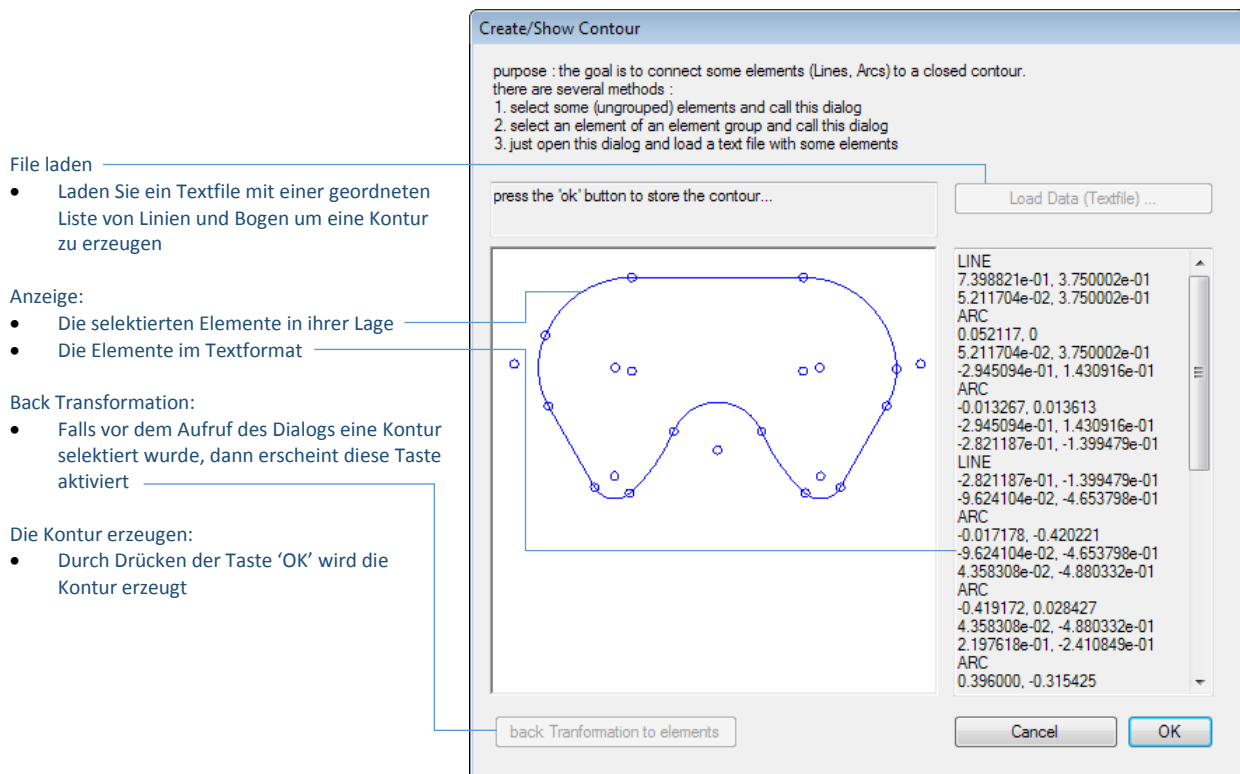 File laden
• Laden Sie ein Textfile mit einer geordneten
Liste von Linien und Bogen um eine Kontur
zu erzeugen
Anzeige:
• Die selektierten Elemente in ihrer Lage
• Die Elemente im Textformat
Back Transformation:
• Falls vor dem Aufruf des Dialogs eine Kontur
selektiert wurde, dann erscheint diese Taste
aktiviert
Die Kontur erzeugen:
• Durch Drücken der Taste ‘OK’ wird die
Kontur erzeugt
Create/Show Contour
purpose : the goal is to connect some elements (Lines, Arcs) to a closed contour.
there are several methods :
1. select some (ungrouped) elements and call this dialog
2. select an element of an element group and call this dialog
3. just open this dialog and load a text file with some elements
press the 'ok' button to store the contour...
Load Data (Textfile) ...
LINE
7.398821e-01, 3.750002e-01
5.211704e-02, 3.750002e-01
ARC
0.052117, 0
5.211704e-02, 3.750002e-01
-2.945094e-01, 1.430916e-01
ARC
-0.013267, 0.013613
-2.945094e-01, 1.430916e-01
-2.821187e-01, -1.399479e-01
LINE
-2.821187e-01, -1.399479e-01
-9.624104e-02, -4.653798e-01
ARC
-0.017178, -0.420221
-9.624104e-02, -4.653798e-01
4.358308e-02, -4.880332e-01
ARC
-0.419172, 0.028427
4.358308e-02, -4.880332e-01
2.197618e-01, -2.410849e-01
ARC
0.396000, -0.315425
back Tranformation to elements
Cancel
OK